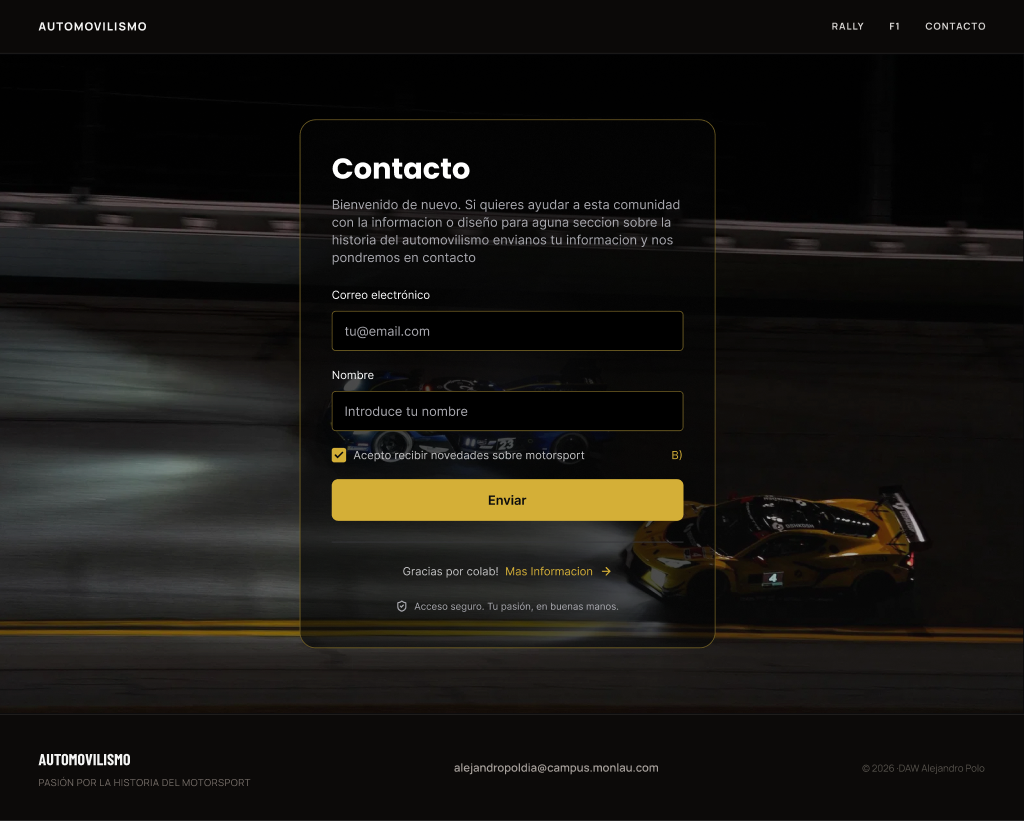 AUTOMOVILISMO
RALLY F1 CONTACTO
Contacto
Bienvenido de nuevo. Si quieres ayudar a esta comunidad
con la informacion o diseño para aguna seccion sobre la
historia del automovilismo envianos tu informacion y nos
pondremos en contacto
Correo electrónico
tu@email.com
Nombre
Introduce tu nombre
23
Acepto recibir novedades sobre motorsport B)
Enviar
Gracias por colab! Mas Informacion
4
Acceso seguro. Tu pasión, en buenas manos.
AUTOMOVILISMO
PASIÓN POR LA HISTORIA DEL MOTORSPORT
alejandropoldia@campus.monlau.com
© 2026 ·DAW Alejandro Polo